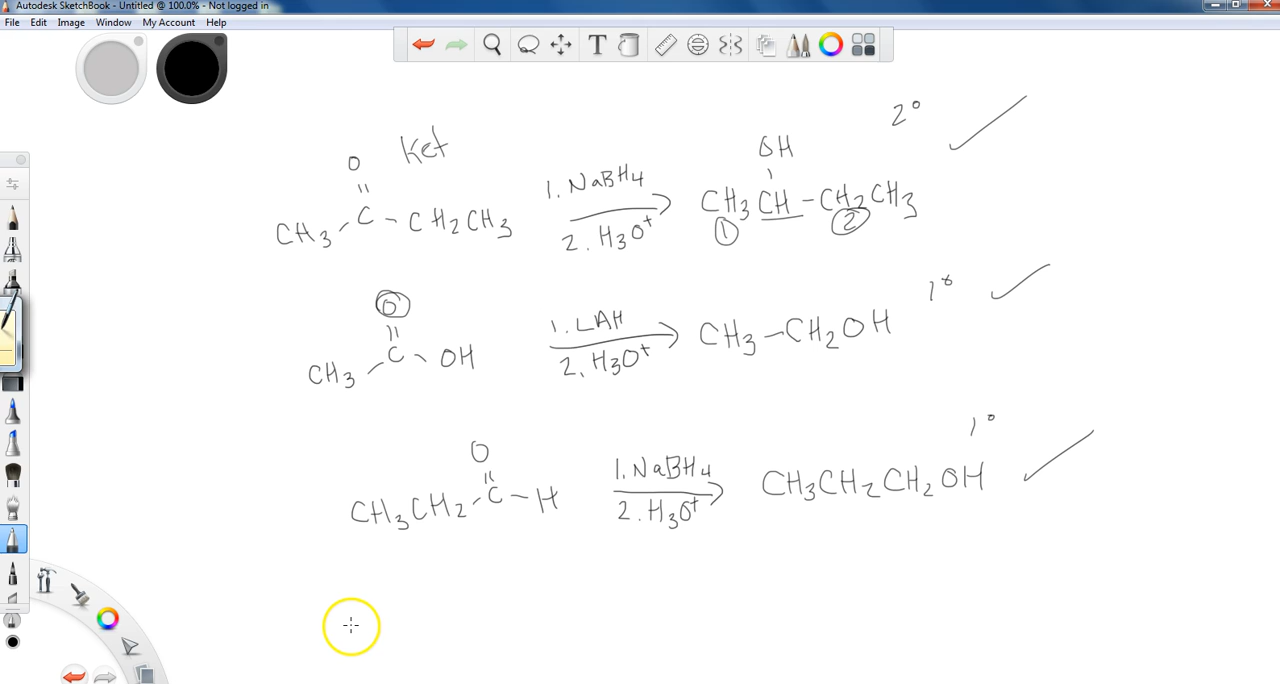 Autodesk SketchBook - Untitled @ 100.0% - Not logged in
File Edit Image Window My Account Help
2°
O Ket OH
1. NaBH4
CH3 - C - CH2CH3 CH3CH - CH2CH3
2. H3O+ 1 2
1°
O
1. LAH
CH3 - C - OH CH3 - CH2OH
2. H3O+
1°
O
1. NaBH4
CH3CH2 - C - H CH3CH2CH2OH
2. H3O+